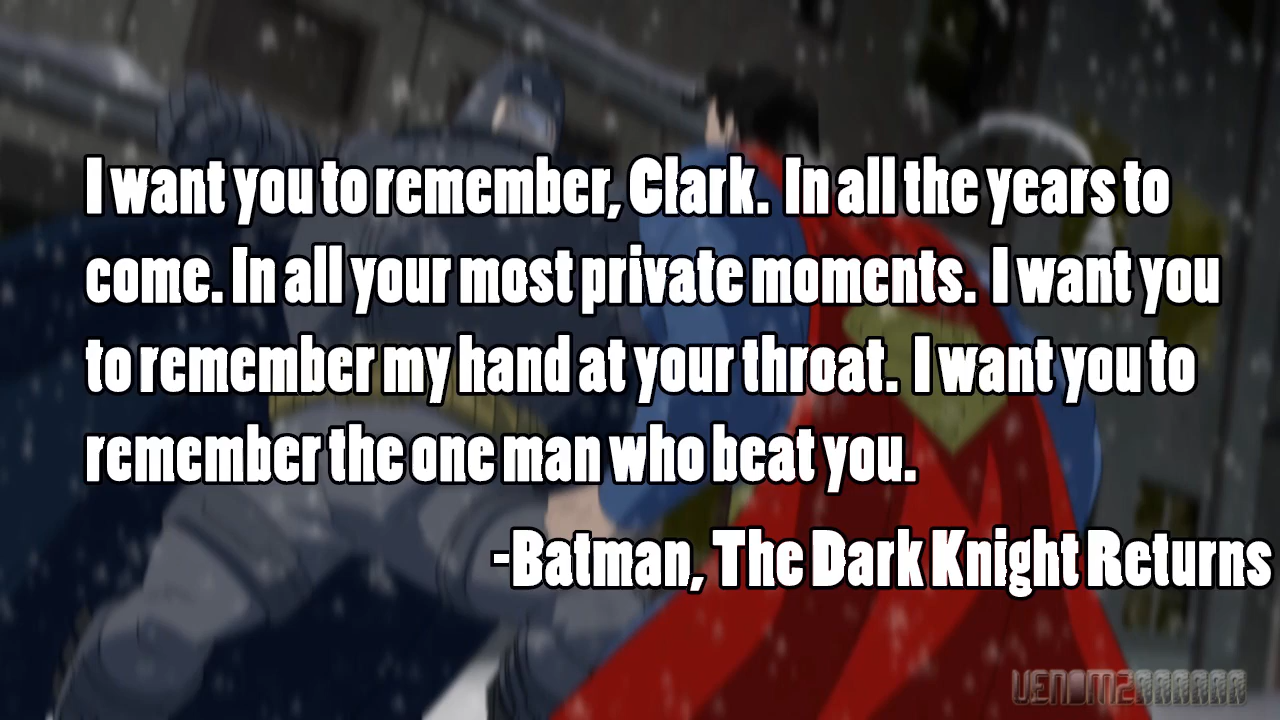 I want you to remember, Clark. In all the years to
come. In all your most private moments. I want you
to remember my hand at your throat. I want you to
remember the one man who beat you.
-Batman, The Dark Knight Returns